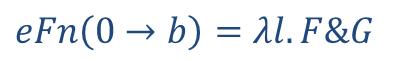 eFn(0 → b) = λl. F&G